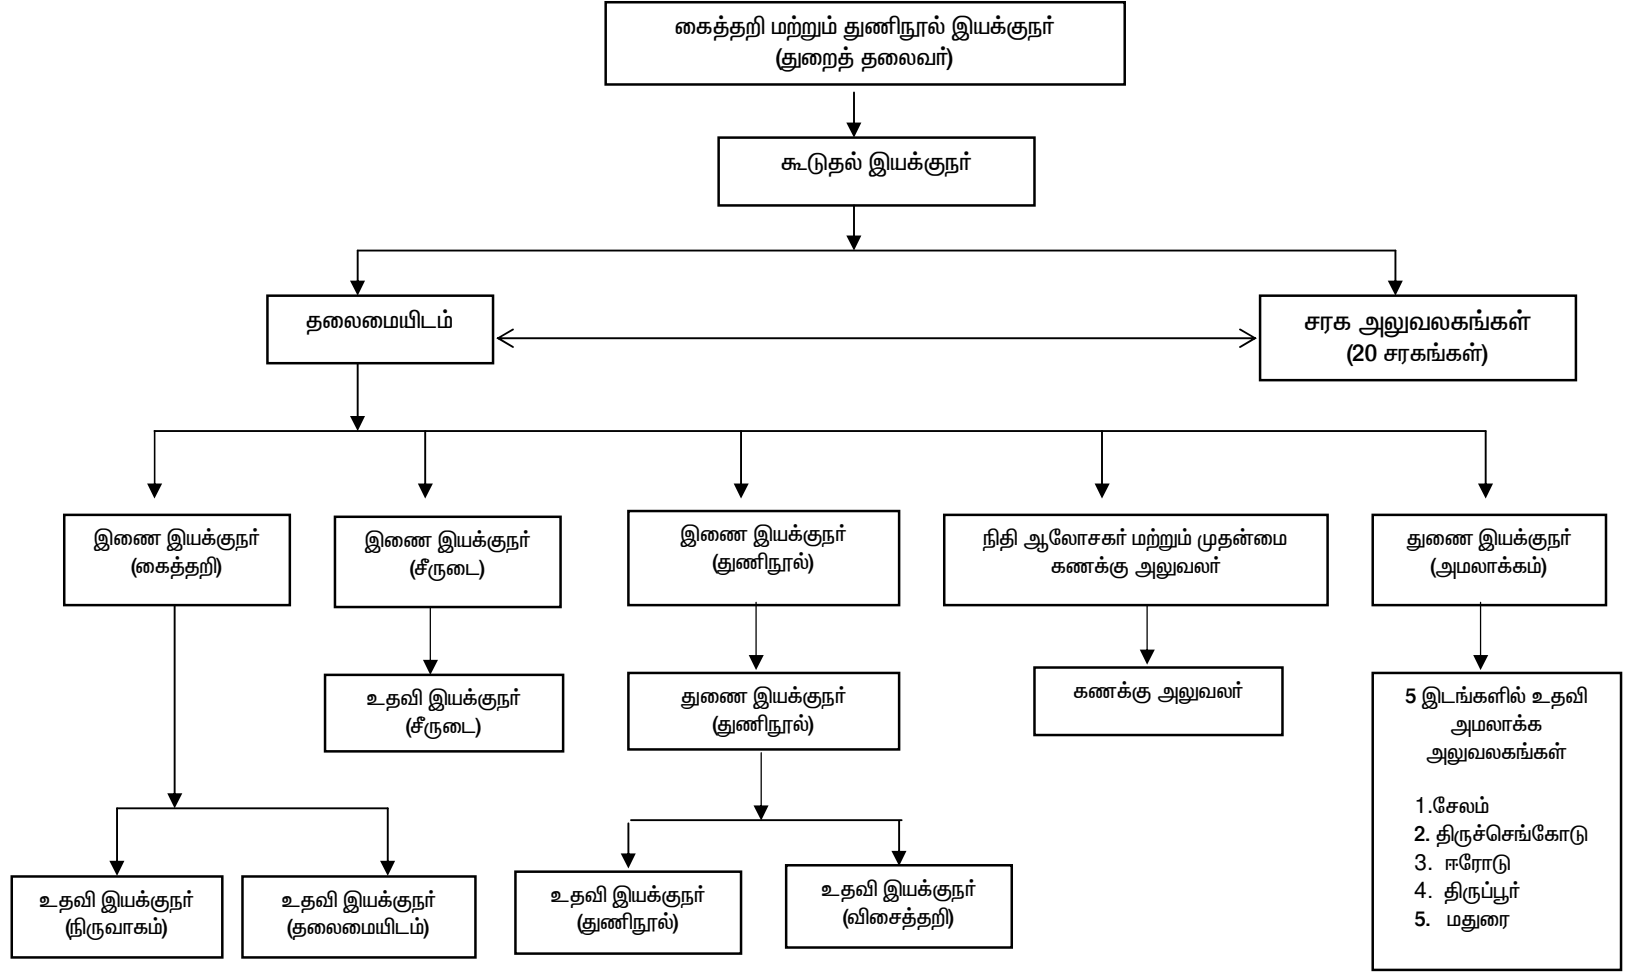 கைத்தறி மற்றும் துணிநூல் இயக்குநர்
(துறைத் தலைவர்)
கூடுதல் இயக்குநர்
தலைமையிடம்
சரக அலுவலகங்கள்
(20 சரகங்கள்)
இணை இயக்குநர்
(கைத்தறி)
இணை இயக்குநர்
(சீருடை)
இணை இயக்குநர்
(துணிநூல்)
நிதி ஆலோசகர் மற்றும் முதன்மை
கணக்கு அலுவலர்
துணை இயக்குநர்
(அமலாக்கம்)
உதவி இயக்குநர்
(சீருடை)
துணை இயக்குநர்
(துணிநூல்)
கணக்கு அலுவலர்
5 இடங்களில் உதவி
அமலாக்க
அலுவலகங்கள்
1.சேலம்
2. திருச்செங்கோடு
3. ஈரோடு
4. திருப்பூர்
5. மதுரை
உதவி இயக்குநர்
(நிருவாகம்)
உதவி இயக்குநர்
(தலைமையிடம்)
உதவி இயக்குநர்
(துணிநூல்)
உதவி இயக்குநர்
(விசைத்தறி)